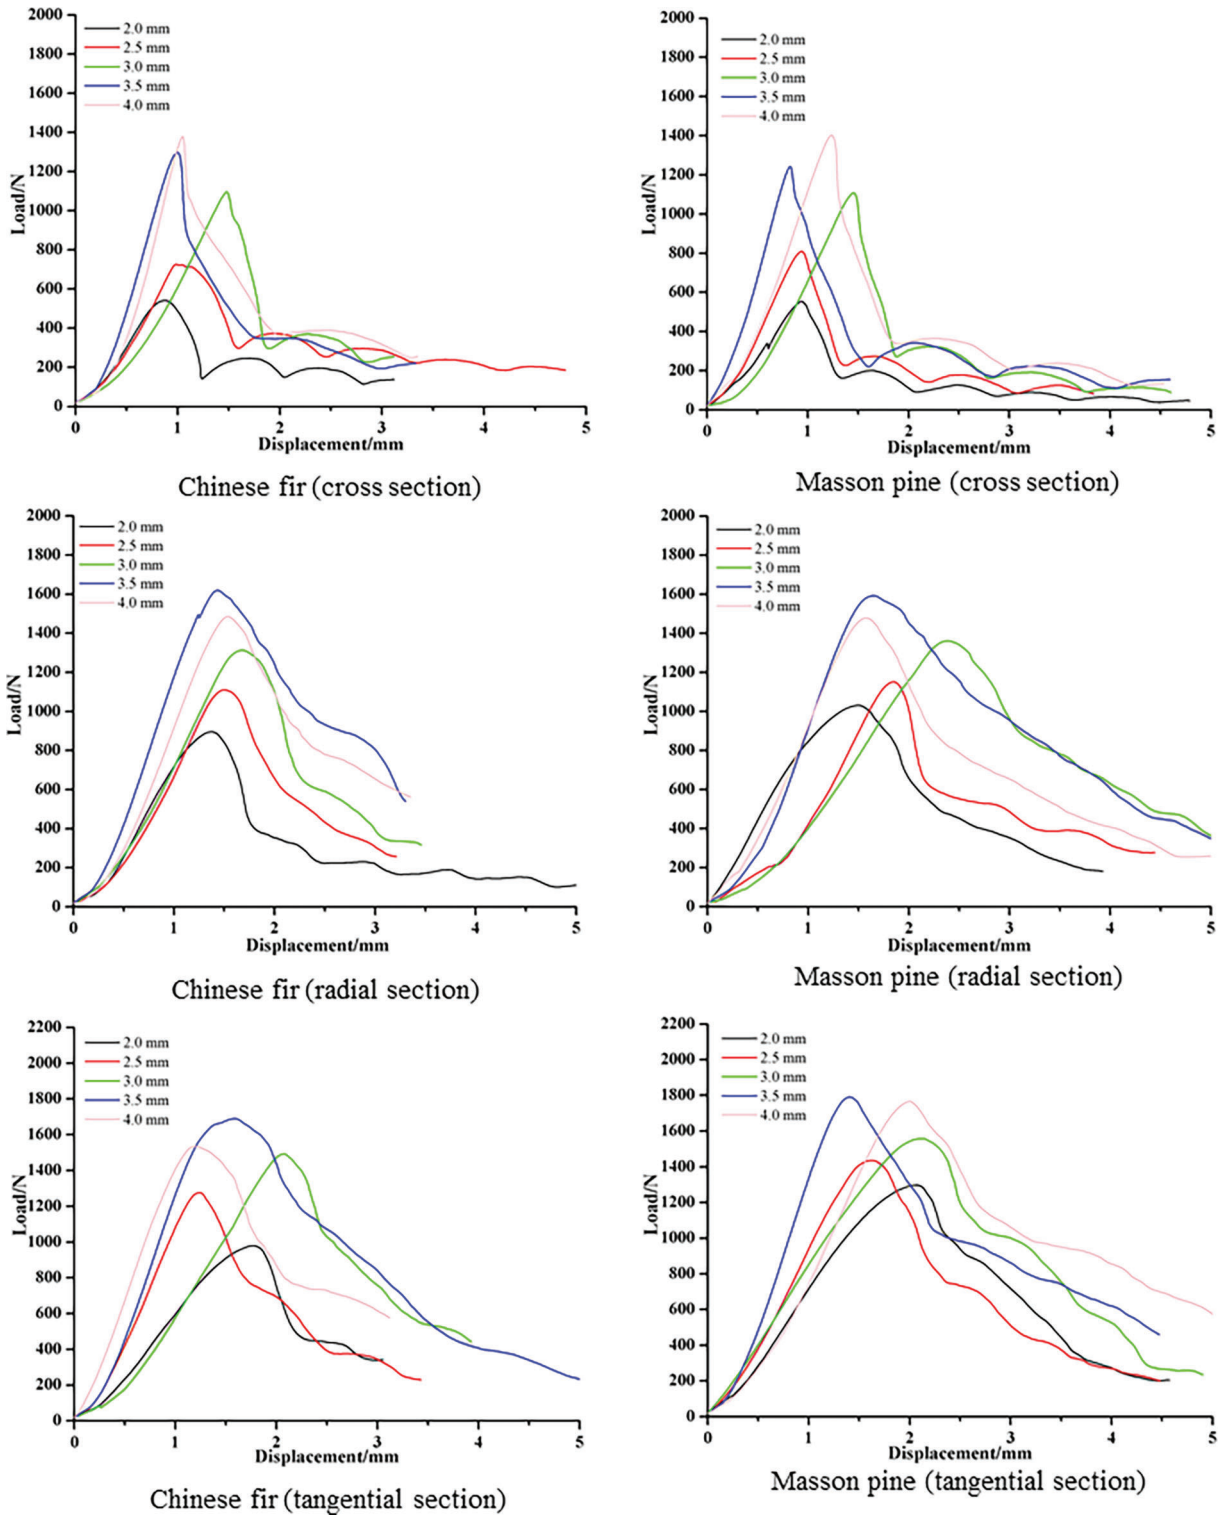 2000
1800
1600
1400
1200
1000
800
600
400
200
0
Load/N
2.0 mm
2.5 mm
3.0 mm
3.5 mm
4.0 mm
0 1 2 3 4 5
Displacement/mm
Chinese fir (cross section)
2000
1800
1600
1400
1200
1000
800
600
400
200
0
Load/N
2.0 mm
2.5 mm
3.0 mm
3.5 mm
4.0 mm
0 1 2 3 4 5
Displacement/mm
Masson pine (cross section)
2000
1800
1600
1400
1200
1000
800
600
400
200
0
Load/N
2.0 mm
2.5 mm
3.0 mm
3.5 mm
4.0 mm
0 1 2 3 4 5
Displacement/mm
Chinese fir (radial section)
2000
1800
1600
1400
1200
1000
800
600
400
200
0
Load/N
2.0 mm
2.5 mm
3.0 mm
3.5 mm
4.0 mm
0 1 2 3 4 5
Displacement/mm
Masson pine (radial section)
2200
2000
1800
1600
1400
1200
1000
800
600
400
200
0
Load/N
2.0 mm
2.5 mm
3.0 mm
3.5 mm
4.0 mm
0 1 2 3 4 5
Displacement/mm
Chinese fir (tangential section)
2200
2000
1800
1600
1400
1200
1000
800
600
400
200
0
Load/N
2.0 mm
2.5 mm
3.0 mm
3.5 mm
4.0 mm
0 1 2 3 4 5
Displacement/mm
Masson pine (tangential section)